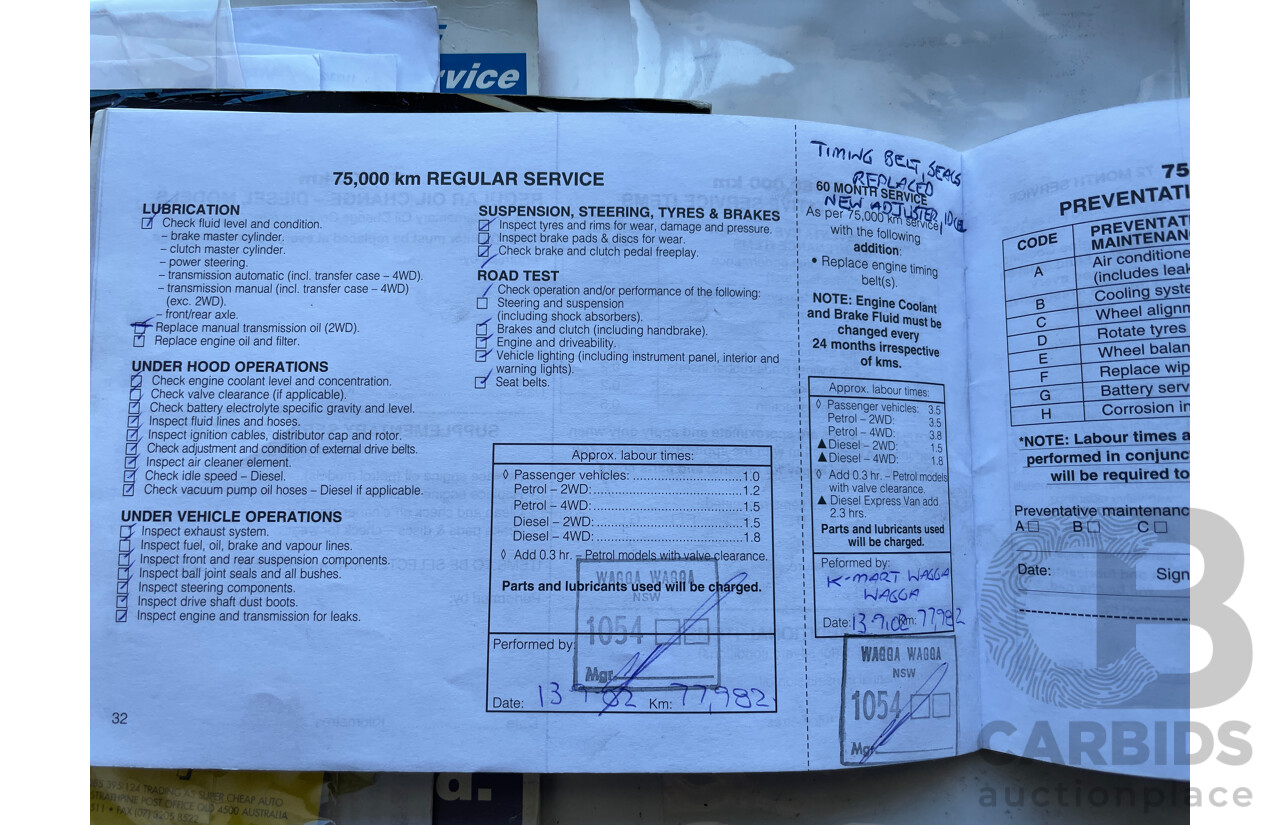 vice
75,000 km REGULAR SERVICE
LUBRICATION
Check fluid level and condition.
– brake master cylinder.
– clutch master cylinder.
– power steering.
– transmission automatic (incl. transfer case – 4WD).
– transmission manual (incl. transfer case – 4WD)
(exc. 2WD).
– front/rear axle.
Replace manual transmission oil (2WD).
Replace engine oil and filter.
UNDER HOOD OPERATIONS
Check engine coolant level and concentration.
Check valve clearance (if applicable).
Check battery electrolyte specific gravity and level.
Inspect fluid lines and hoses.
Inspect ignition cables, distributor cap and rotor.
Check adjustment and condition of external drive belts.
Inspect air cleaner element.
Check idle speed – Diesel.
Check vacuum pump oil hoses – Diesel if applicable.
UNDER VEHICLE OPERATIONS
Inspect exhaust system.
Inspect fuel, oil, brake and vapour lines.
Inspect front and rear suspension components.
Inspect ball joint seals and all bushes.
Inspect steering components.
Inspect drive shaft dust boots.
Inspect engine and transmission for leaks.
32
SUSPENSION, STEERING, TYRES & BRAKES
Inspect tyres and rims for wear, damage and pressure.
Inspect brake pads & discs for wear.
Check brake and clutch pedal freeplay.
ROAD TEST
Check operation and/or performance of the following:
Steering and suspension
(including shock absorbers).
Brakes and clutch (including handbrake).
Engine and driveability.
Vehicle lighting (including instrument panel, interior and
warning lights).
Seat belts.
Approx. labour times:
◊ Passenger vehicles: ..............................1.0
Petrol – 2WD:.........................................1.2
Petrol – 4WD:.........................................1.5
Diesel – 2WD:.........................................1.5
Diesel – 4WD:.........................................1.8
◊ Add 0.3 hr. – Petrol models with valve clearance.
Parts and lubricants used will be charged.
WAGGA WAGGA
NSW
1054
Mgr.
Performed by:
Date: 13-9-02 Km: 77,982
TIMING BELT, SEALS
REPLACED
60 MONTH SERVICE
NEW ADJUSTER, IDLER
As per 75,000 km service
with the following
addition:
• Replace engine timing
belt(s).
NOTE: Engine Coolant
and Brake Fluid must be
changed every
24 months irrespective
of kms.
Approx. labour times:
◊ Passenger vehicles: 3.5
Petrol – 2WD: 3.5
Petrol – 4WD: 3.8
▲ Diesel – 2WD: 1.5
▲ Diesel – 4WD: 1.8
◊ Add 0.3 hr. – Petrol models
with valve clearance.
▲ Diesel Express Van add
2.3 hrs.
Parts and lubricants used
will be charged.
Peformed by:
K-MART WAGGA
WAGGA
Date: 13-9-02 Km: 77,982
WAGGA WAGGA
NSW
1054
Mgr.
75
PREVENTATI
CODE PREVENTAT
MAINTENAN
A Air conditione
(includes leak
B Cooling syste
C Wheel alignm
D Rotate tyres
E Wheel balan
F Replace wip
G Battery serv
H Corrosion in
*NOTE: Labour times a
performed in conjunc
will be required to
Preventative maintenanc
A B C
Date: Sign
CARBIDS
auctionplace
124 TRADING AS SUPER CHEAP AUTO
STRATHPINE POST OFFICE QLD 4500 AUSTRALIA
d.